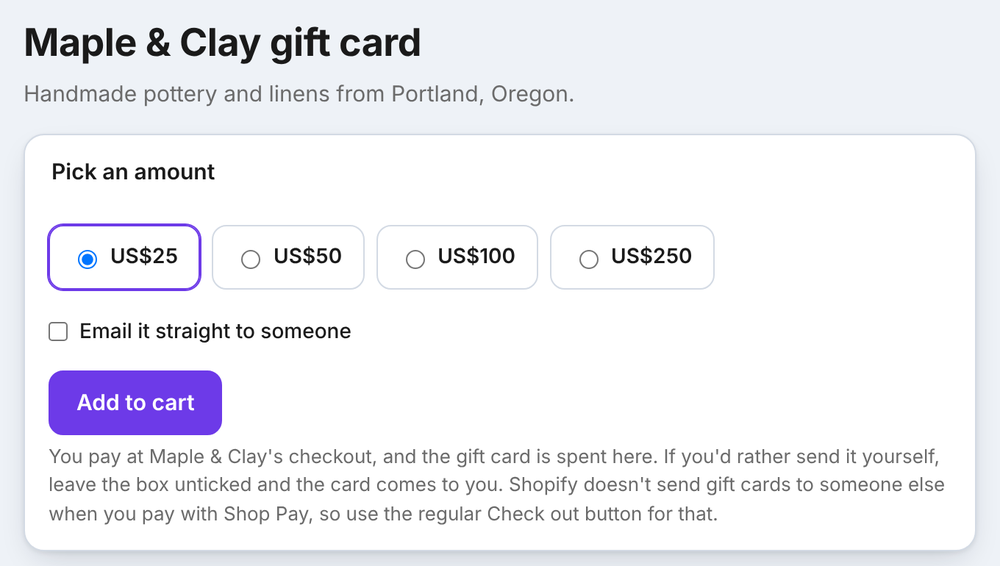 Maple & Clay gift card
Handmade pottery and linens from Portland, Oregon.
Pick an amount
US$25 US$50 US$100 US$250
Email it straight to someone
Add to cart
You pay at Maple & Clay's checkout, and the gift card is spent here. If you'd rather send it yourself,
leave the box unticked and the card comes to you. Shopify doesn't send gift cards to someone else
when you pay with Shop Pay, so use the regular Check out button for that.